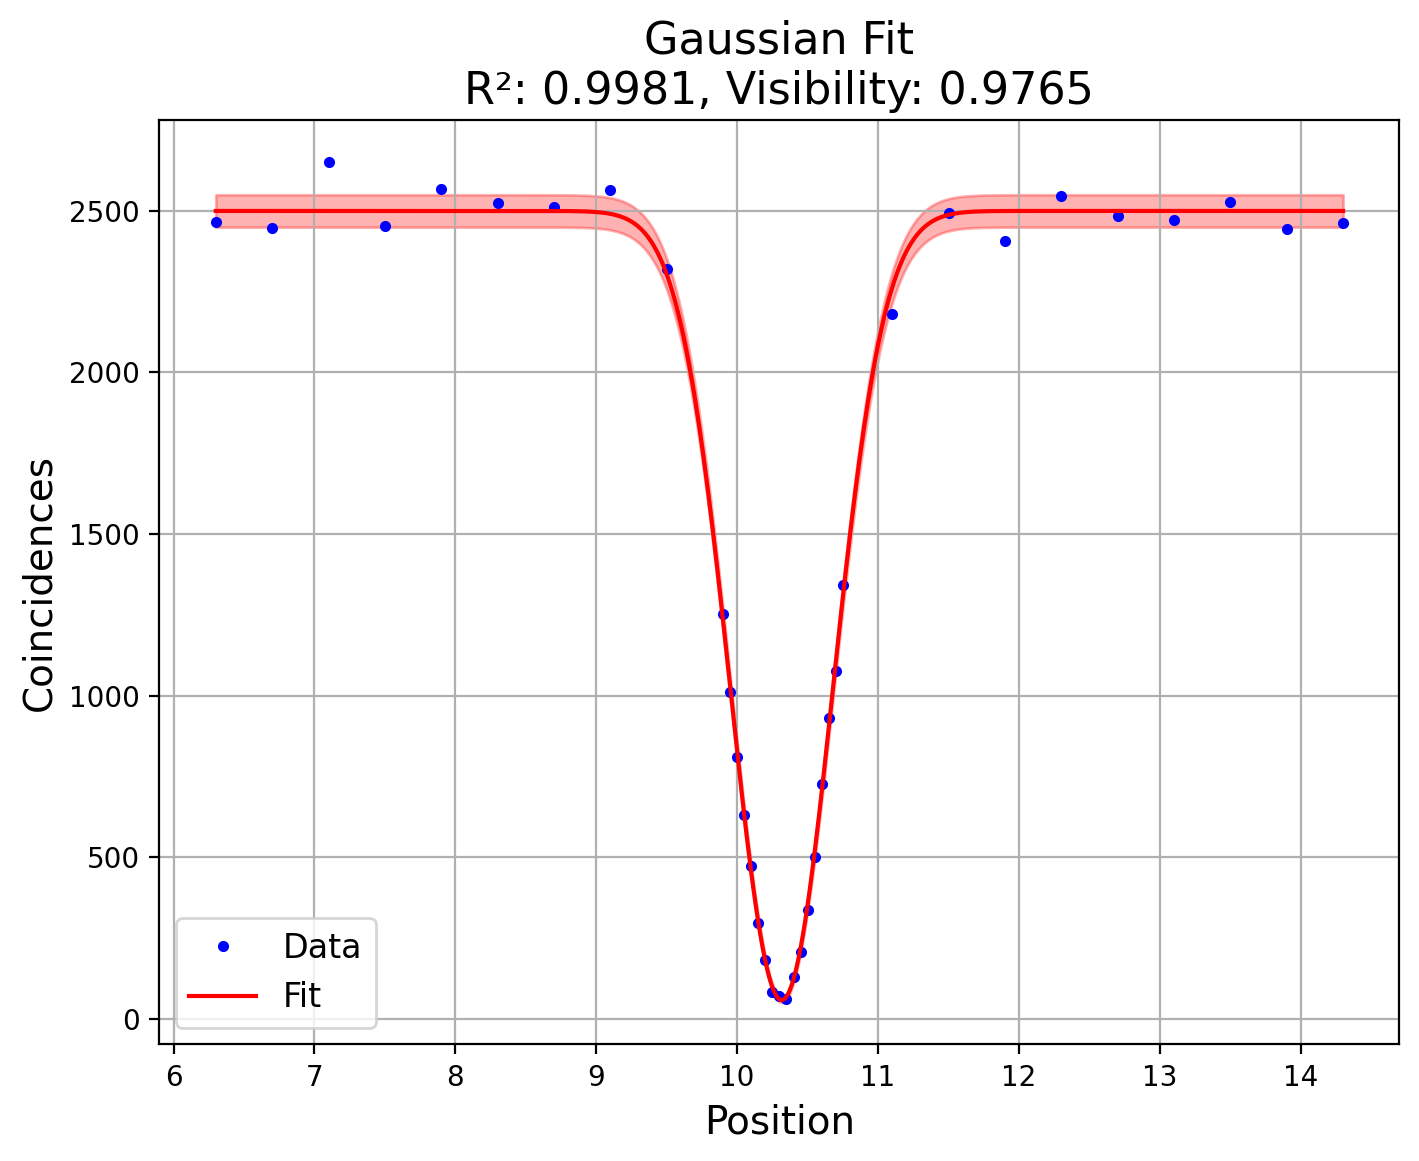 Gaussian Fit
R²: 0.9981, Visibility: 0.9765
2500
2000
1500
1000
500
0
Coincidences
Data
Fit
6 7 8 9 10 11 12 13 14
Position